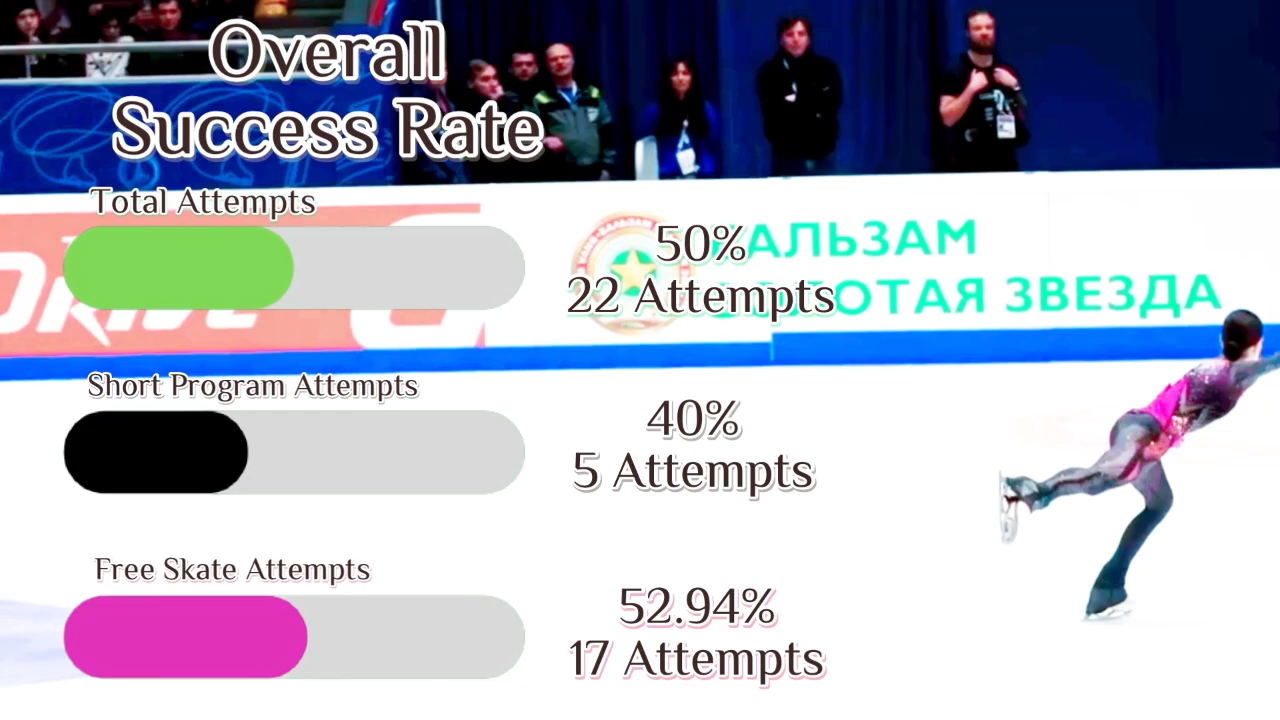 Overall
Success Rate
Total Attempts
50%
22 Attempts
АЛЬЗАМ
ОТАЯ ЗВЕЗДА
Short Program Attempts
40%
5 Attempts
Free Skate Attempts
52.94%
17 Attempts